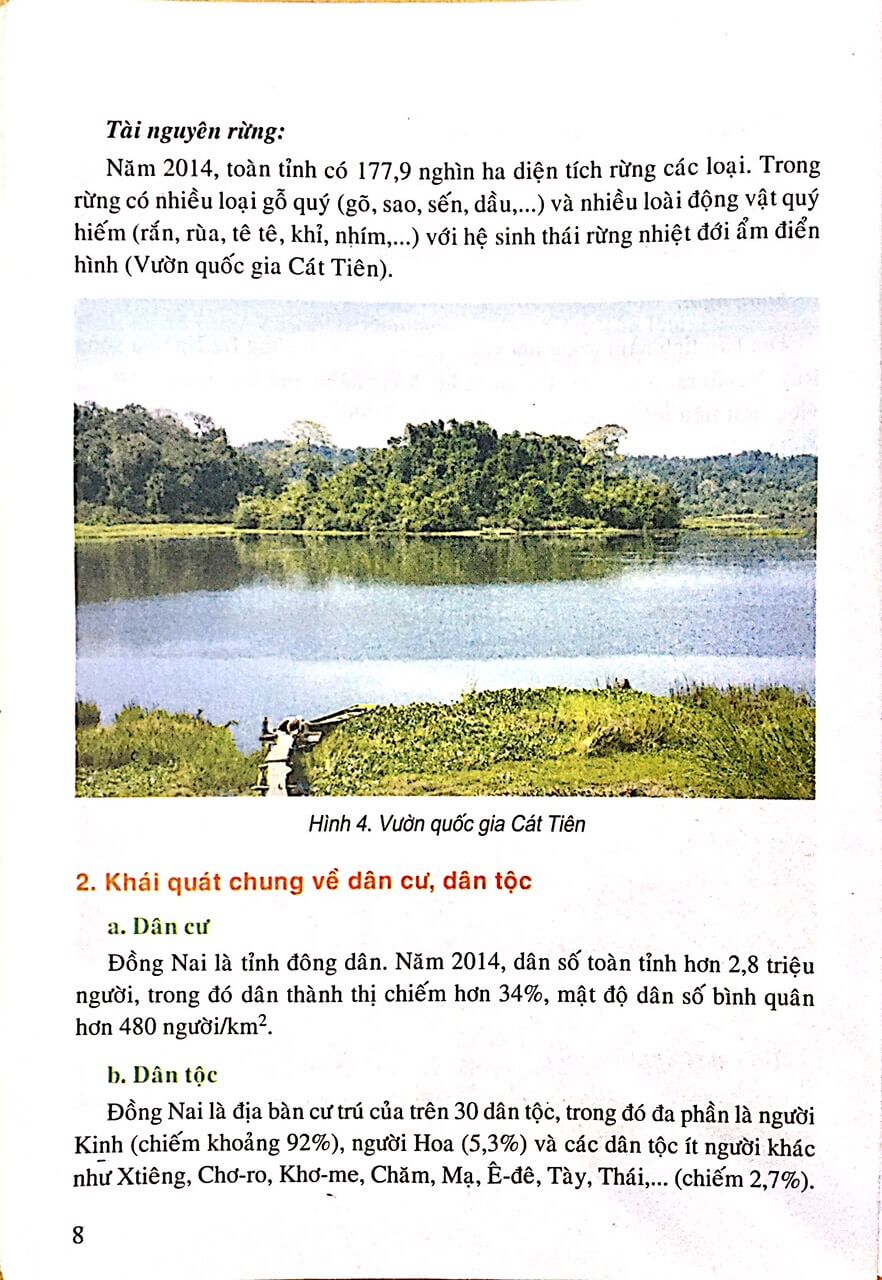 Tài nguyên rừng:
Năm 2014, toàn tỉnh có 177,9 nghìn ha diện tích rừng các loại. Trong
rừng có nhiều loại gỗ quý (gõ, sao, sến, dầu,...) và nhiều loài động vật quý
hiếm (rắn, rùa, tê tê, khỉ, nhím,...) với hệ sinh thái rừng nhiệt đới ẩm điển
hình (Vườn quốc gia Cát Tiên).
Hình 4. Vườn quốc gia Cát Tiên
2. Khái quát chung về dân cư, dân tộc
a. Dân cư
Đồng Nai là tỉnh đông dân. Năm 2014, dân số toàn tỉnh hơn 2,8 triệu
người, trong đó dân thành thị chiếm hơn 34%, mật độ dân số bình quân
hơn 480 người/km².
b. Dân tộc
Đồng Nai là địa bàn cư trú của trên 30 dân tộc, trong đó đa phần là người
Kinh (chiếm khoảng 92%), người Hoa (5,3%) và các dân tộc ít người khác
như Xtiêng, Chơ-ro, Khơ-me, Chăm, Mạ, Ê-đê, Tày, Thái,... (chiếm 2,7%).
8